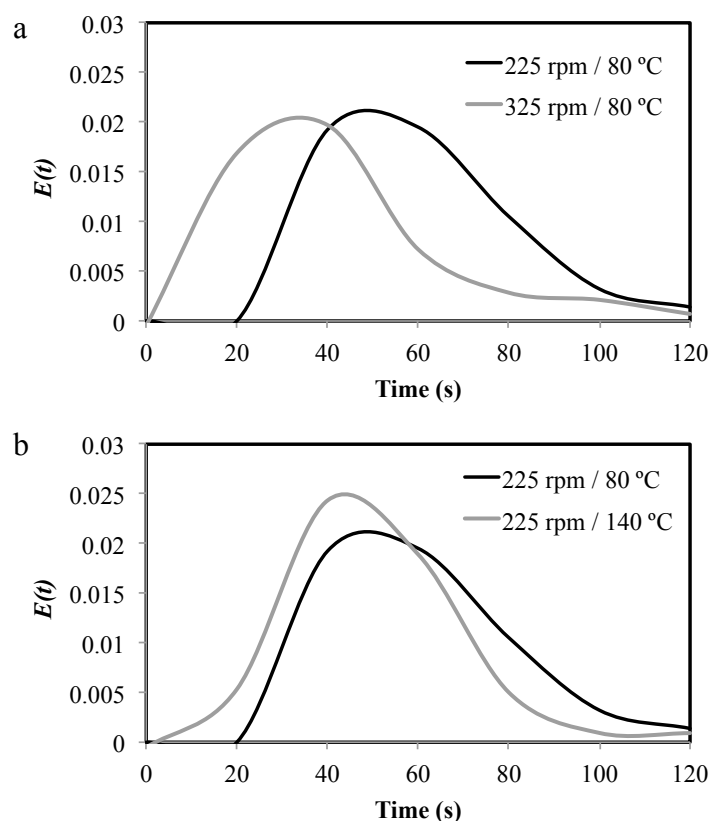 a
0.03
0.025
0.02
0.015
0.01
0.005
0
E(t)
225 rpm / 80 ºC
325 rpm / 80 ºC
0 20 40 60 80 100 120
Time (s)
b
0.03
0.025
0.02
0.015
0.01
0.005
0
E(t)
225 rpm / 80 ºC
225 rpm / 140 ºC
0 20 40 60 80 100 120
Time (s)